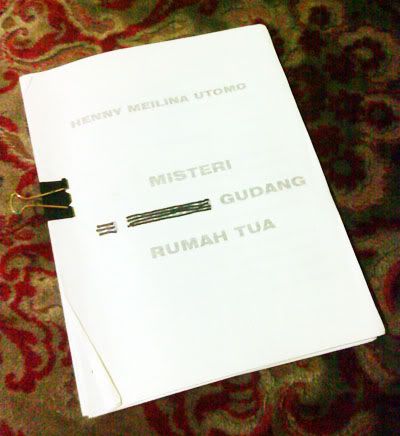 HENNY MEILINA UTOMO
MISTERI
GUDANG
RUMAH TUA